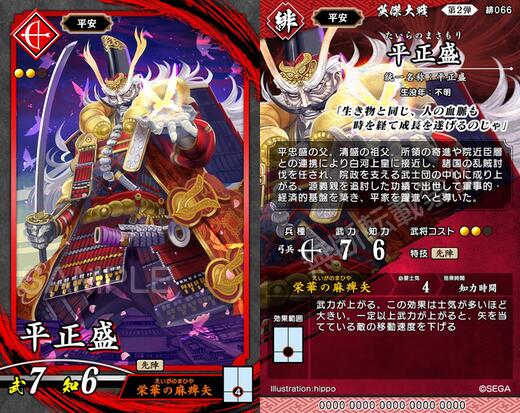 平安
平正盛
先陣
武7 知6
えいがのまひや
栄華の麻痺矢
4
SAMPLE
緋
平安
英傑大戦
第2弾
緋066
たいらのまさもり
平正盛
統一名称：平正盛
生没年：不明
「生き物と同じ、人の血脈も
時を経て成長を遂げるのじゃ」
平忠盛の父。清盛の祖父。所領の寄進や院近臣層
との連携により白河上皇に接近し、諸国の乱賊討
伐を任され、院政を支える武士団の中心に成り上
がる。源義親を追討した功績で出世して軍事的・
経済的基盤を築き、平家を躍進へと導いた。
兵種 武力 知力 武将コスト
弓兵 7 6 特技 先陣
えいがのまひや 必要士気 効果時間
栄華の麻痺矢 4 知力時間
効果範囲
武力が上がる。この効果は士気が多いほど
大きい。一定以上武力が上がると、矢を当
てている敵の移動速度を下げる
Illustration:hippo
©SEGA
0000-0000-0000-0000-0000